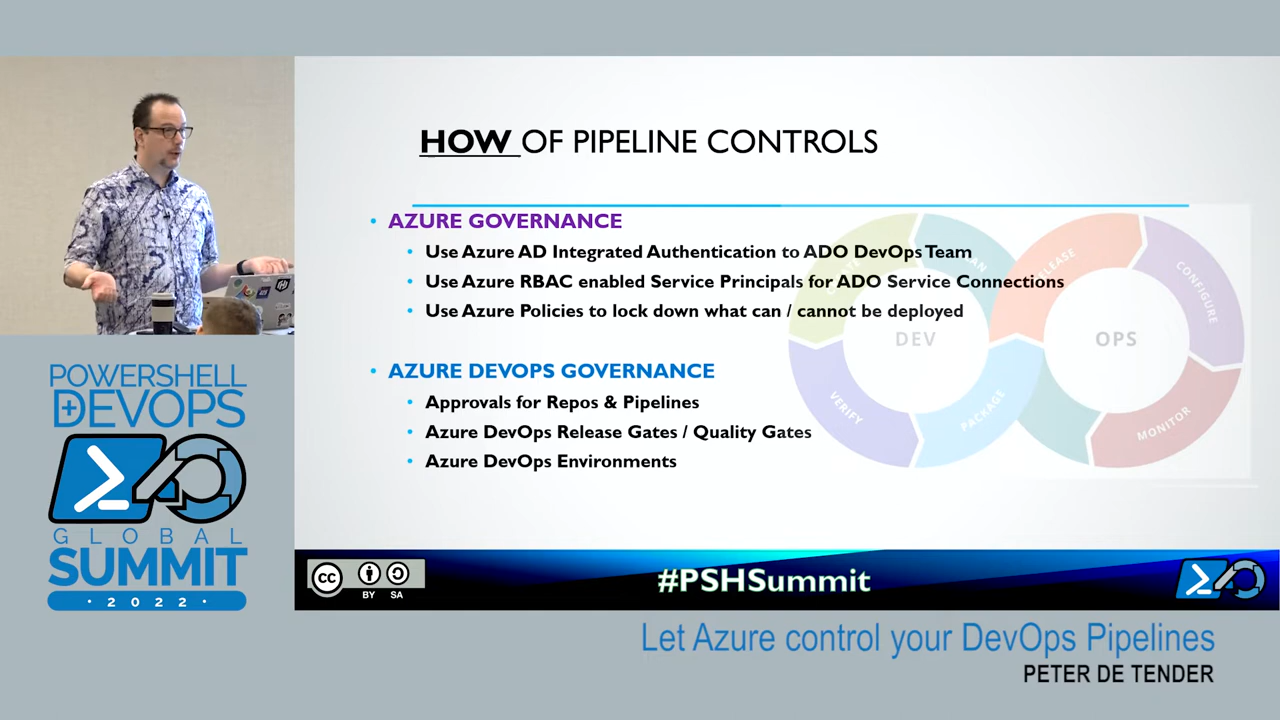 HOW OF PIPELINE CONTROLS
• AZURE GOVERNANCE
• Use Azure AD Integrated Authentication to ADO DevOps Team
• Use Azure RBAC enabled Service Principals for ADO Service Connections
• Use Azure Policies to lock down what can / cannot be deployed
• AZURE DEVOPS GOVERNANCE
• Approvals for Repos & Pipelines
• Azure DevOps Release Gates / Quality Gates
• Azure DevOps Environments
DEV
OPS
RELEASE
CONFIGURE
VERIFY
PACKAGE
MONITOR
POWERSHELL
+DEVOPS
GLOBAL
SUMMIT
· 2022 ·
CC
BY SA
#PSHSummit
Let Azure control your DevOps Pipelines
PETER DE TENDER